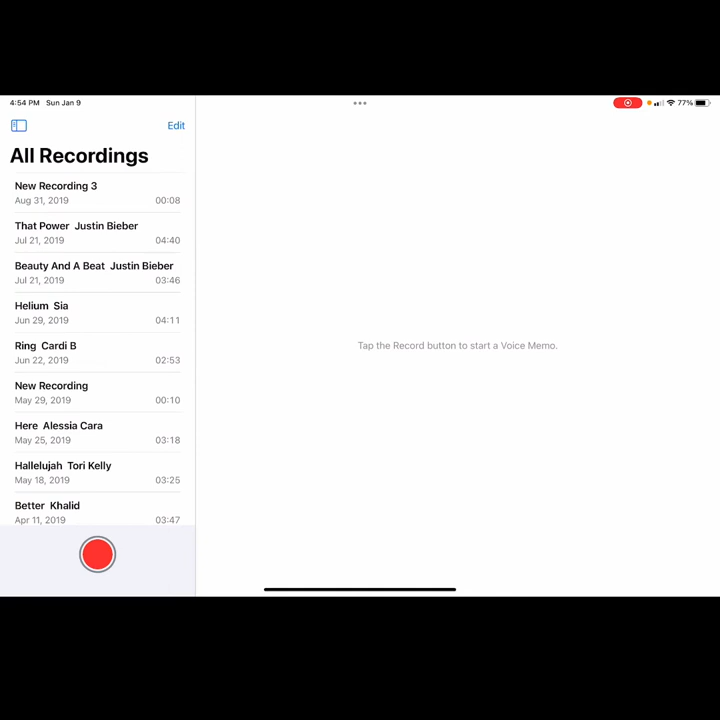 4:54 PM Sun Jan 9
77%
Edit
All Recordings
New Recording 3
Aug 31, 2019 00:08
That Power Justin Bieber
Jul 21, 2019 04:40
Beauty And A Beat Justin Bieber
Jul 21, 2019 03:46
Helium Sia
Jun 29, 2019 04:11
Ring Cardi B
Jun 22, 2019 02:53
New Recording
May 29, 2019 00:10
Here Alessia Cara
May 25, 2019 03:18
Hallelujah Tori Kelly
May 18, 2019 03:25
Better Khalid
Apr 11, 2019 03:47
Tap the Record button to start a Voice Memo.